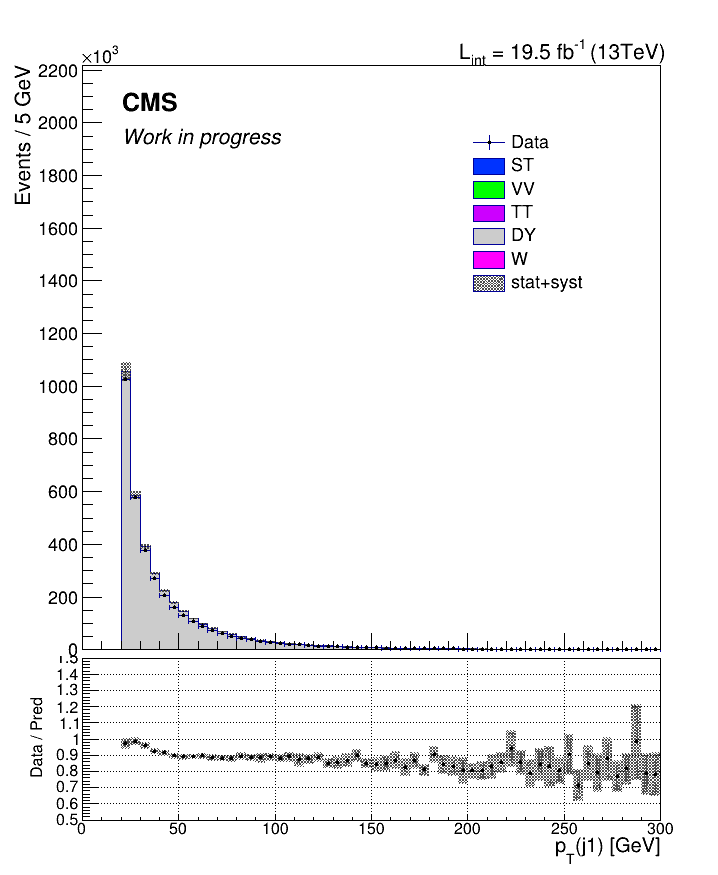 ×10³
L_int = 19.5 fb⁻¹ (13TeV)
Events / 5 GeV
2200
2000
1800
1600
1400
1200
1000
800
600
400
200
0
CMS
Work in progress
Data
ST
VV
TT
DY
W
stat+syst
Data / Pred
1.5
1.4
1.3
1.2
1.1
1
0.9
0.8
0.7
0.6
0.5
0 50 100 150 200 250 300
p_T(j1) [GeV]